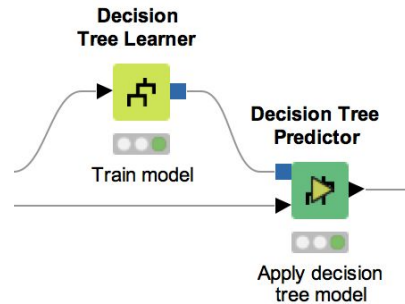 Decision
Tree Learner
Train model
Decision Tree
Predictor
Apply decision
tree model